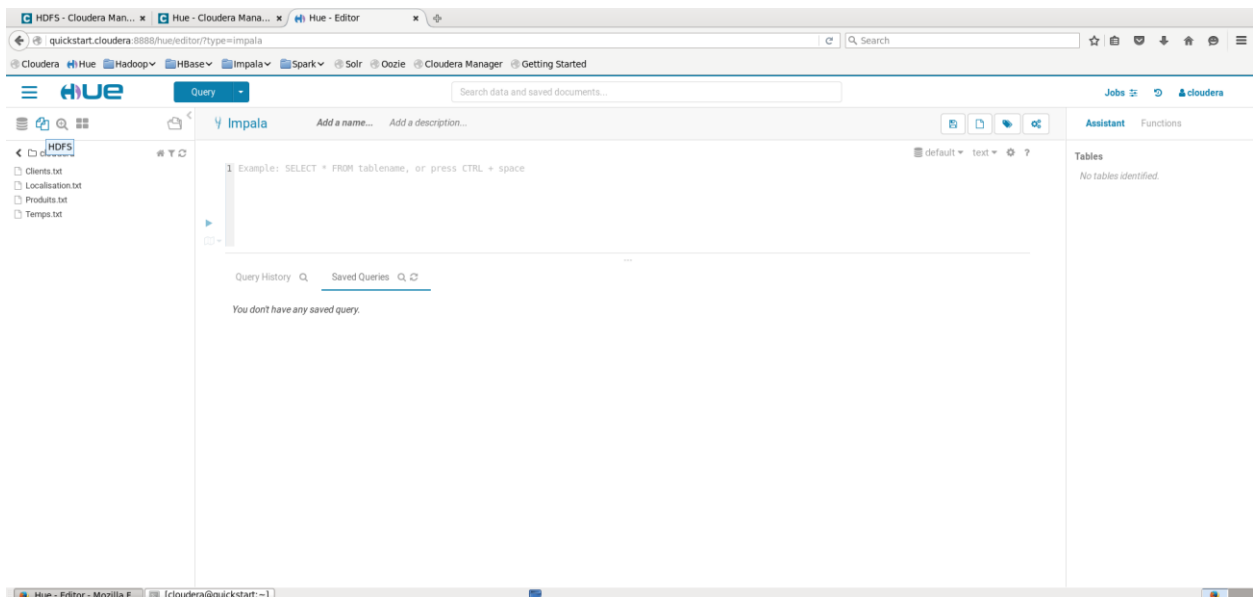 HDFS - Cloudera Man... × Hue - Cloudera Mana... × Hue - Editor ×
quickstart.cloudera:8888/hue/editor/?type=impala Search
Cloudera Hue Hadoop HBase Impala Spark Solr Oozie Cloudera Manager Getting Started
HUE Query Search data and saved documents... Jobs cloudera
Impala Add a name... Add a description... Assistant Functions
HDFS
default text ?
Tables
1 Example: SELECT * FROM tablename, or press CTRL + space
No tables identified.
Clients.txt
Localisation.txt
Produits.txt
Temps.txt
Query History Saved Queries
You don't have any saved query.
Hue - Editor - Mozilla F... [cloudera@quickstart:~]